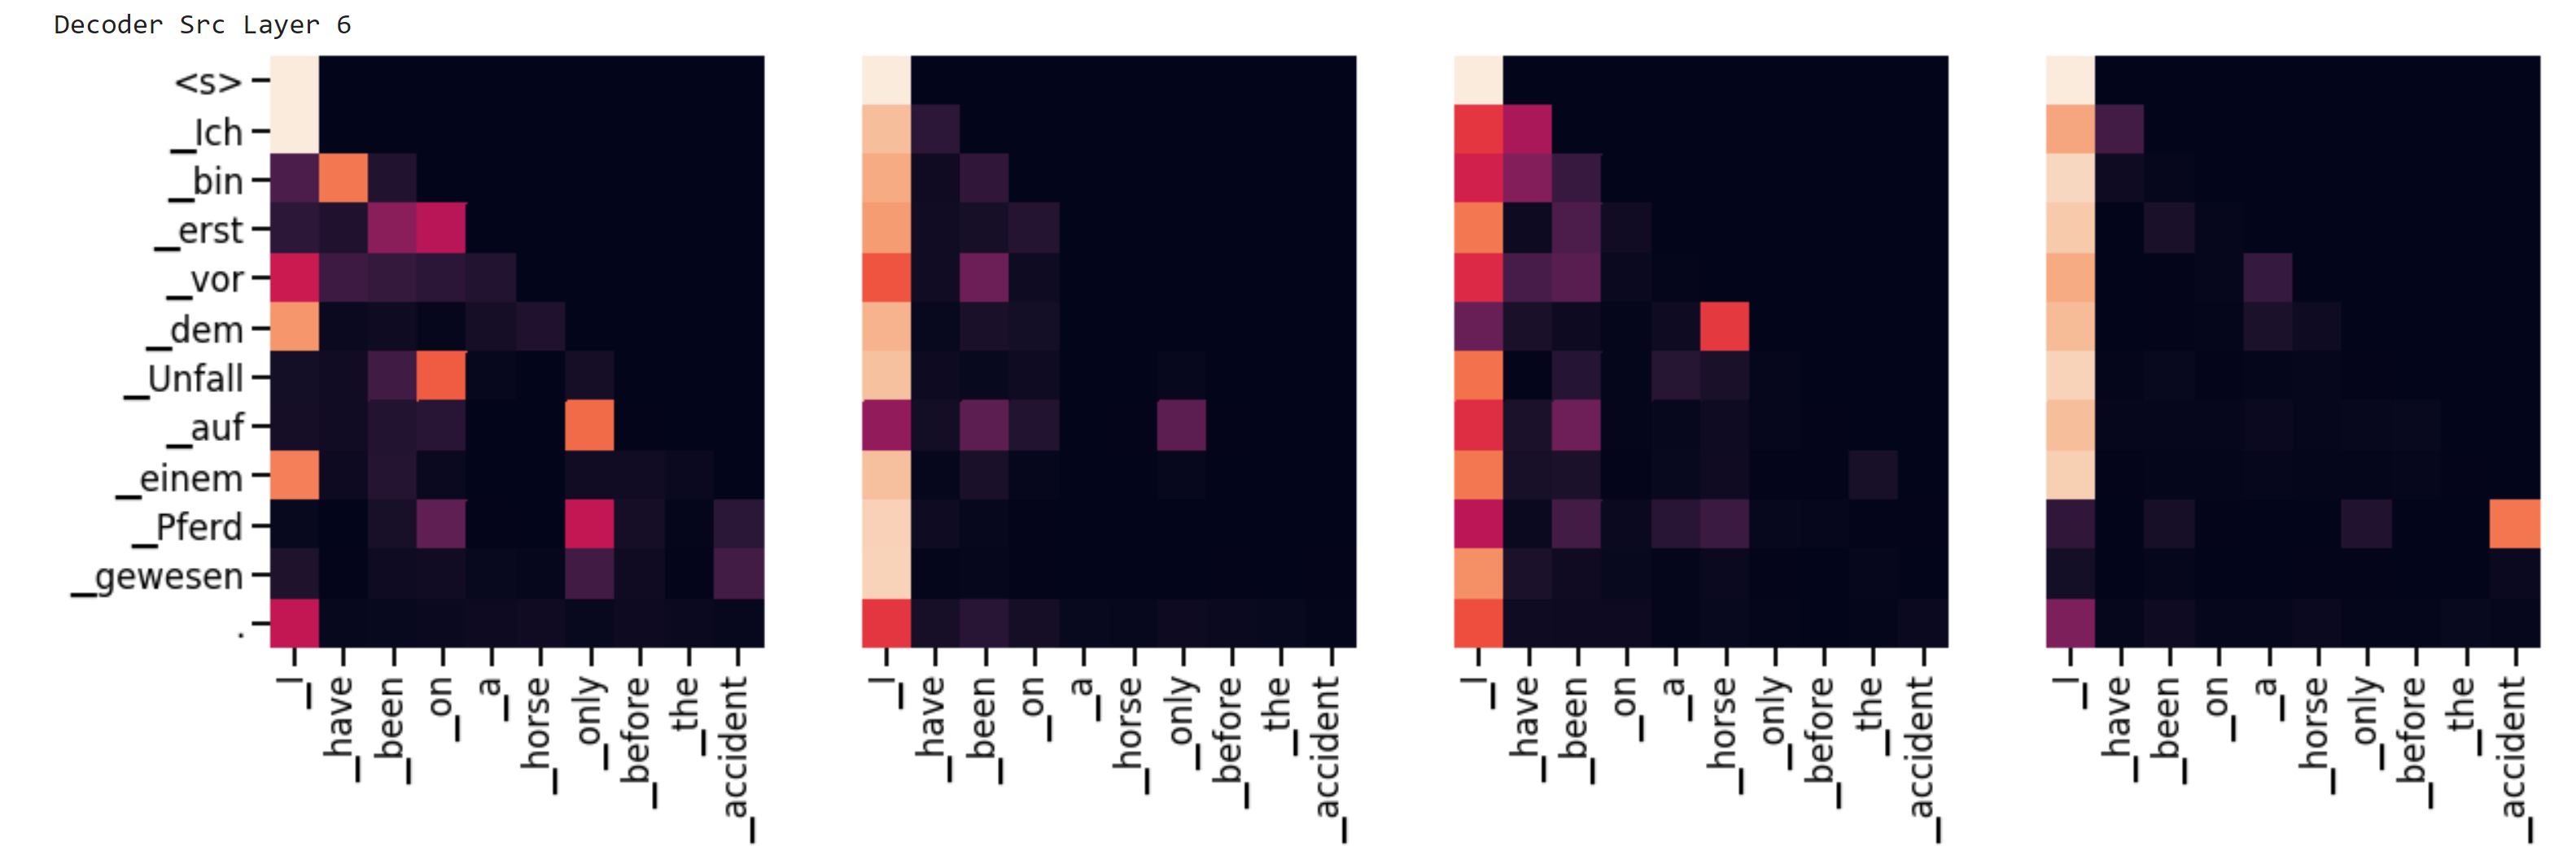 Decoder Src Layer 6
<s>
_Ich
_bin
_erst
_vor
_dem
_Unfall
_auf
_einem
_Pferd
_gewesen
.
_I _have _been _on _a _horse _only _before _the _accident
_I _have _been _on _a _horse _only _before _the _accident
_I _have _been _on _a _horse _only _before _the _accident
_I _have _been _on _a _horse _only _before _the _accident